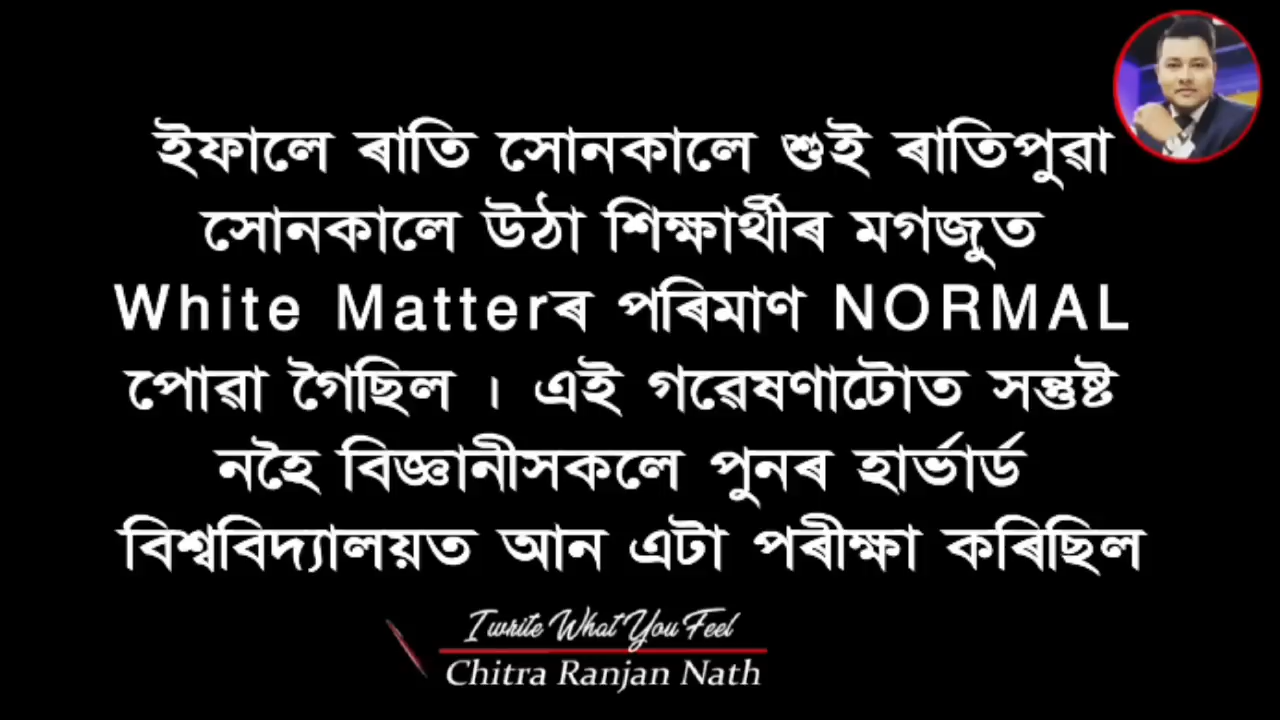 ইফালে ৰাতি সোনকালে শুই ৰাতিপুৱা
সোনকালে উঠা শিক্ষাৰ্থীৰ মগজুত
White Matterৰ পৰিমাণ NORMAL
পোৱা গৈছিল । এই গৱেষণাটোত সন্তুষ্ট
নহৈ বিজ্ঞানীসকলে পুনৰ হাৰ্ভাৰ্ড
বিশ্ববিদ্যালয়ত আন এটা পৰীক্ষা কৰিছিল
I write What You Feel
Chitra Ranjan Nath